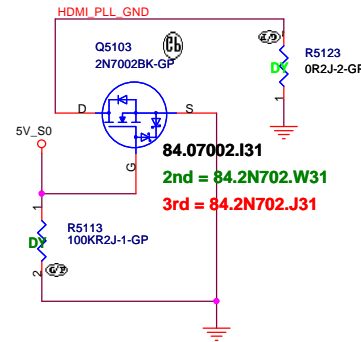 HDMI_PLL_GND
Q5103
2N7002BK-GP
R5123
DY
0R2J-2-GP
1
D
S
G
5V_S0
84.07002.I31
2nd = 84.2N702.W31
3rd = 84.2N702.J31
1
R5113
DY
100KR2J-1-GP
2